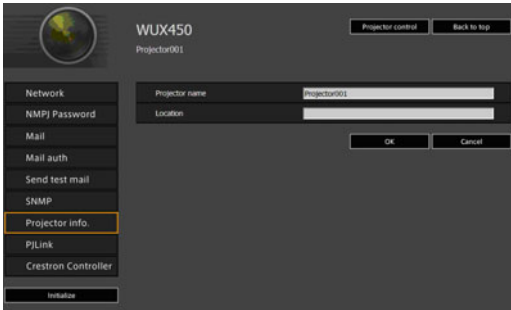 WUX450
Projector001
Projector control
Back to top
Network
NMPJ Password
Mail
Mail auth
Send test mail
SNMP
Projector info.
PJLink
Crestron Controller
Initialize
Projector name
Projector001
Location
OK
Cancel